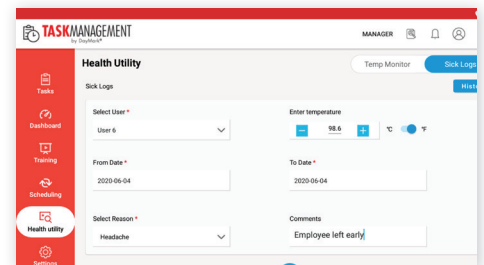 TASKMANAGEMENT
by DayMark®
MANAGER
Health Utility
Temp Monitor
Sick Logs
Tasks
Sick Logs
Dashboard
Select User *
User 6
Enter temperature
98.6
°C
°F
Training
From Date *
2020-06-04
To Date *
2020-06-04
Scheduling
Health utility
Select Reason *
Headache
Comments
Employee left early
Settings